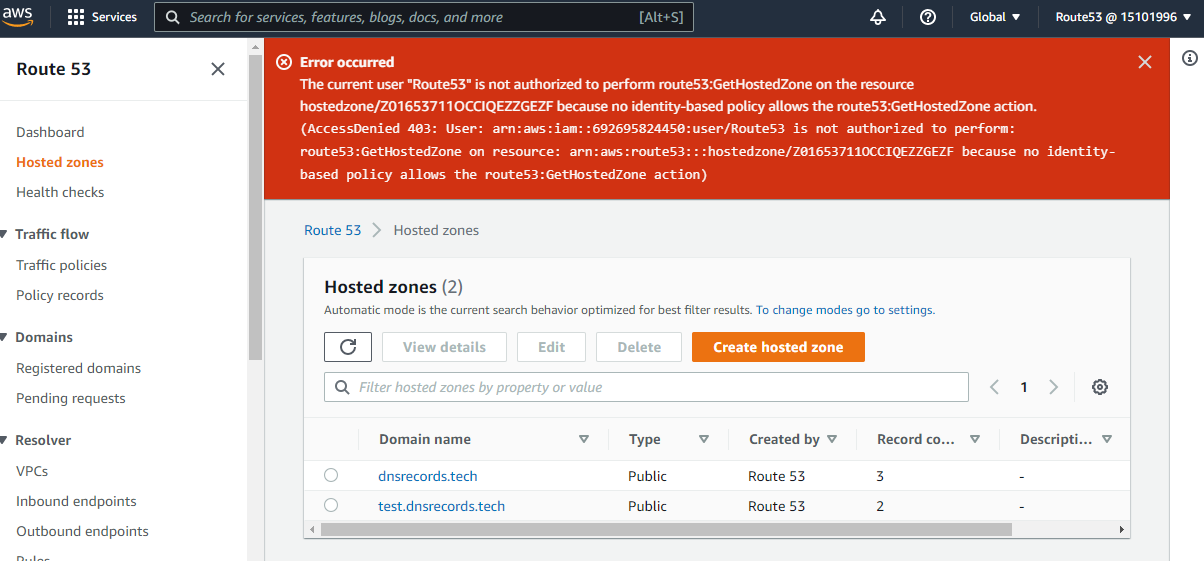 aws
Services
Search for services, features, blogs, docs, and more
[Alt+S]
Global
Route53 @ 15101996
Route 53
Dashboard
Hosted zones
Health checks
Traffic flow
Traffic policies
Policy records
Domains
Registered domains
Pending requests
Resolver
VPCs
Inbound endpoints
Outbound endpoints
Rules
Error occurred
The current user "Route53" is not authorized to perform route53:GetHostedZone on the resource
hostedzone/Z01653711OCCIQEZZGEZF because no identity-based policy allows the route53:GetHostedZone action.
(AccessDenied 403: User: arn:aws:iam::692695824450:user/Route53 is not authorized to perform:
route53:GetHostedZone on resource: arn:aws:route53:::hostedzone/Z01653711OCCIQEZZGEZF because no identity-
based policy allows the route53:GetHostedZone action)
Route 53 > Hosted zones
Hosted zones (2)
Automatic mode is the current search behavior optimized for best filter results. To change modes go to settings.
View details
Edit
Delete
Create hosted zone
Filter hosted zones by property or value
1
Domain name Type Created by Record co... Descripti...
dnsrecords.tech Public Route 53 3 -
test.dnsrecords.tech Public Route 53 2 -